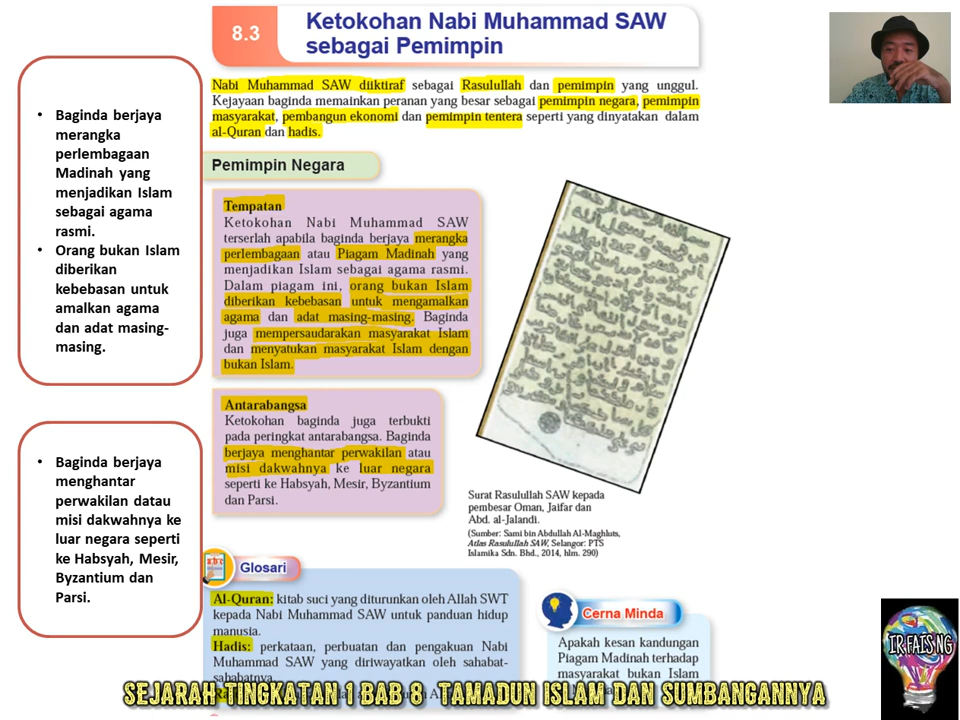 8.3
Ketokohan Nabi Muhammad SAW
sebagai Pemimpin
Nabi Muhammad SAW diiktiraf sebagai Rasulullah dan pemimpin yang unggul.
Kejayaan baginda memainkan peranan yang besar sebagai pemimpin negara, pemimpin
masyarakat, pembangun ekonomi dan pemimpin tentera seperti yang dinyatakan dalam
al-Quran dan hadis.
• Baginda berjaya
merangka
perlembagaan
Madinah yang
menjadikan Islam
sebagai agama
rasmi.
• Orang bukan Islam
diberikan
kebebasan untuk
amalkan agama
dan adat masing-
masing.
• Baginda berjaya
menghantar
perwakilan datau
misi dakwahnya ke
luar negara seperti
ke Habsyah, Mesir,
Byzantium dan
Parsi.
Pemimpin Negara
Tempatan
Ketokohan Nabi Muhammad SAW
terserlah apabila baginda berjaya merangka
perlembagaan atau Piagam Madinah yang
menjadikan Islam sebagai agama rasmi.
Dalam piagam ini, orang bukan Islam
diberikan kebebasan untuk mengamalkan
agama dan adat masing-masing. Baginda
juga mempersaudarakan masyarakat Islam
dan menyatukan masyarakat Islam dengan
bukan Islam.
Antarabangsa
Ketokohan baginda juga terbukti
pada peringkat antarabangsa. Baginda
berjaya menghantar perwakilan atau
misi dakwahnya ke luar negara
seperti ke Habsyah, Mesir, Byzantium
dan Parsi.
Surat Rasulullah SAW kepada
pembesar Oman, Jaifar dan
Abd. al-Jalandi.
(Sumber: Sami bin Abdullah Al-Maghluts,
Atlas Rasulullah SAW, Selangor: PTS
Islamika Sdn. Bhd., 2014, hlm. 290)
abc
Glosari
Al-Quran: kitab suci yang diturunkan oleh Allah SWT
kepada Nabi Muhammad SAW untuk panduan hidup
manusia.
Hadis: perkataan, perbuatan dan pengakuan Nabi
Muhammad SAW yang diriwayatkan oleh sahabat-
sahabatnya.
Cerna Minda
Apakah kesan kandungan
Piagam Madinah terhadap
masyarakat bukan Islam
SEJARAH TINGKATAN 1 BAB 8 TAMADUN ISLAM DAN SUMBANGANNYA
IR FAIS NG